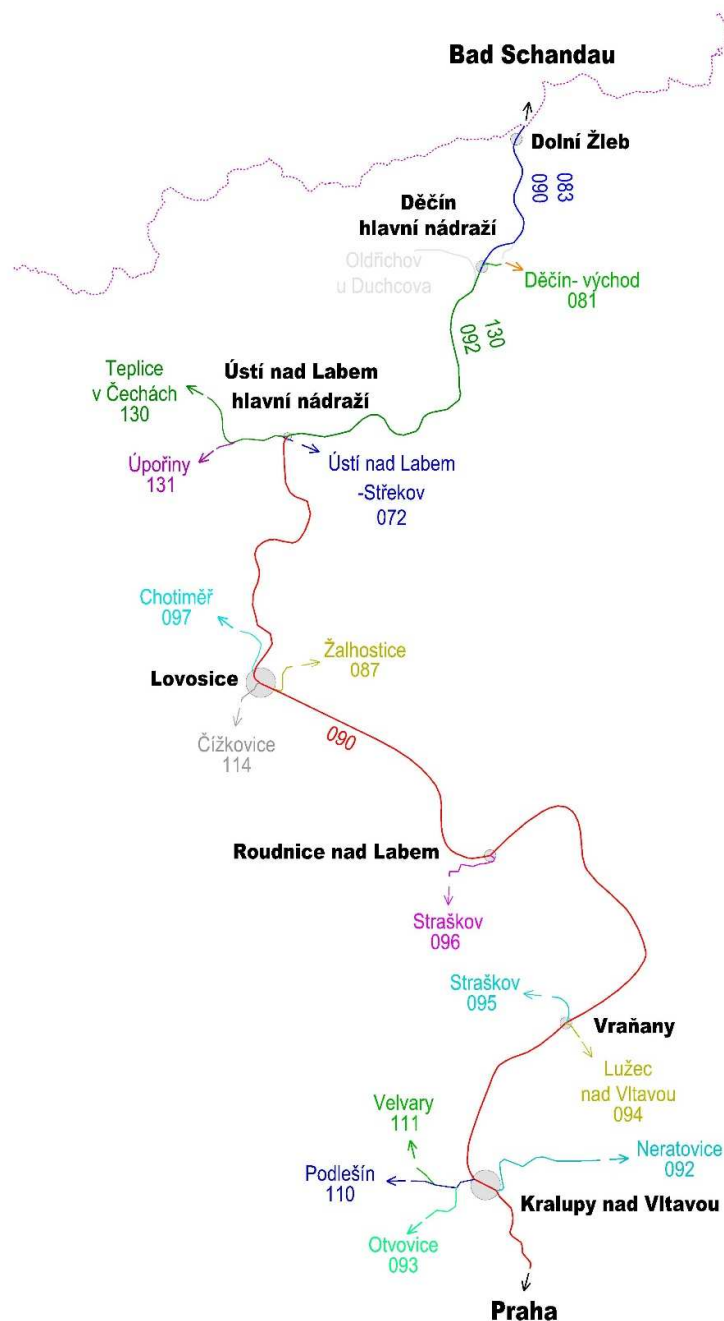 Bad Schandau
Dolní Žleb
083
090
Děčín
hlavní nádraží
Oldřichov
u Duchcova
Děčín- východ
081
130
092
Teplice
v Čechách
130
Ústí nad Labem
hlavní nádraží
Úpořiny
131
Ústí nad Labem
-Střekov
072
Chotiměř
097
Žalhostice
087
Lovosice
Čížkovice
114
090
Roudnice nad Labem
Straškov
096
Straškov
095
Vraňany
Lužec
nad Vltavou
094
Velvary
111
Neratovice
092
Podlešín
110
Kralupy nad Vltavou
Otvovice
093
Praha